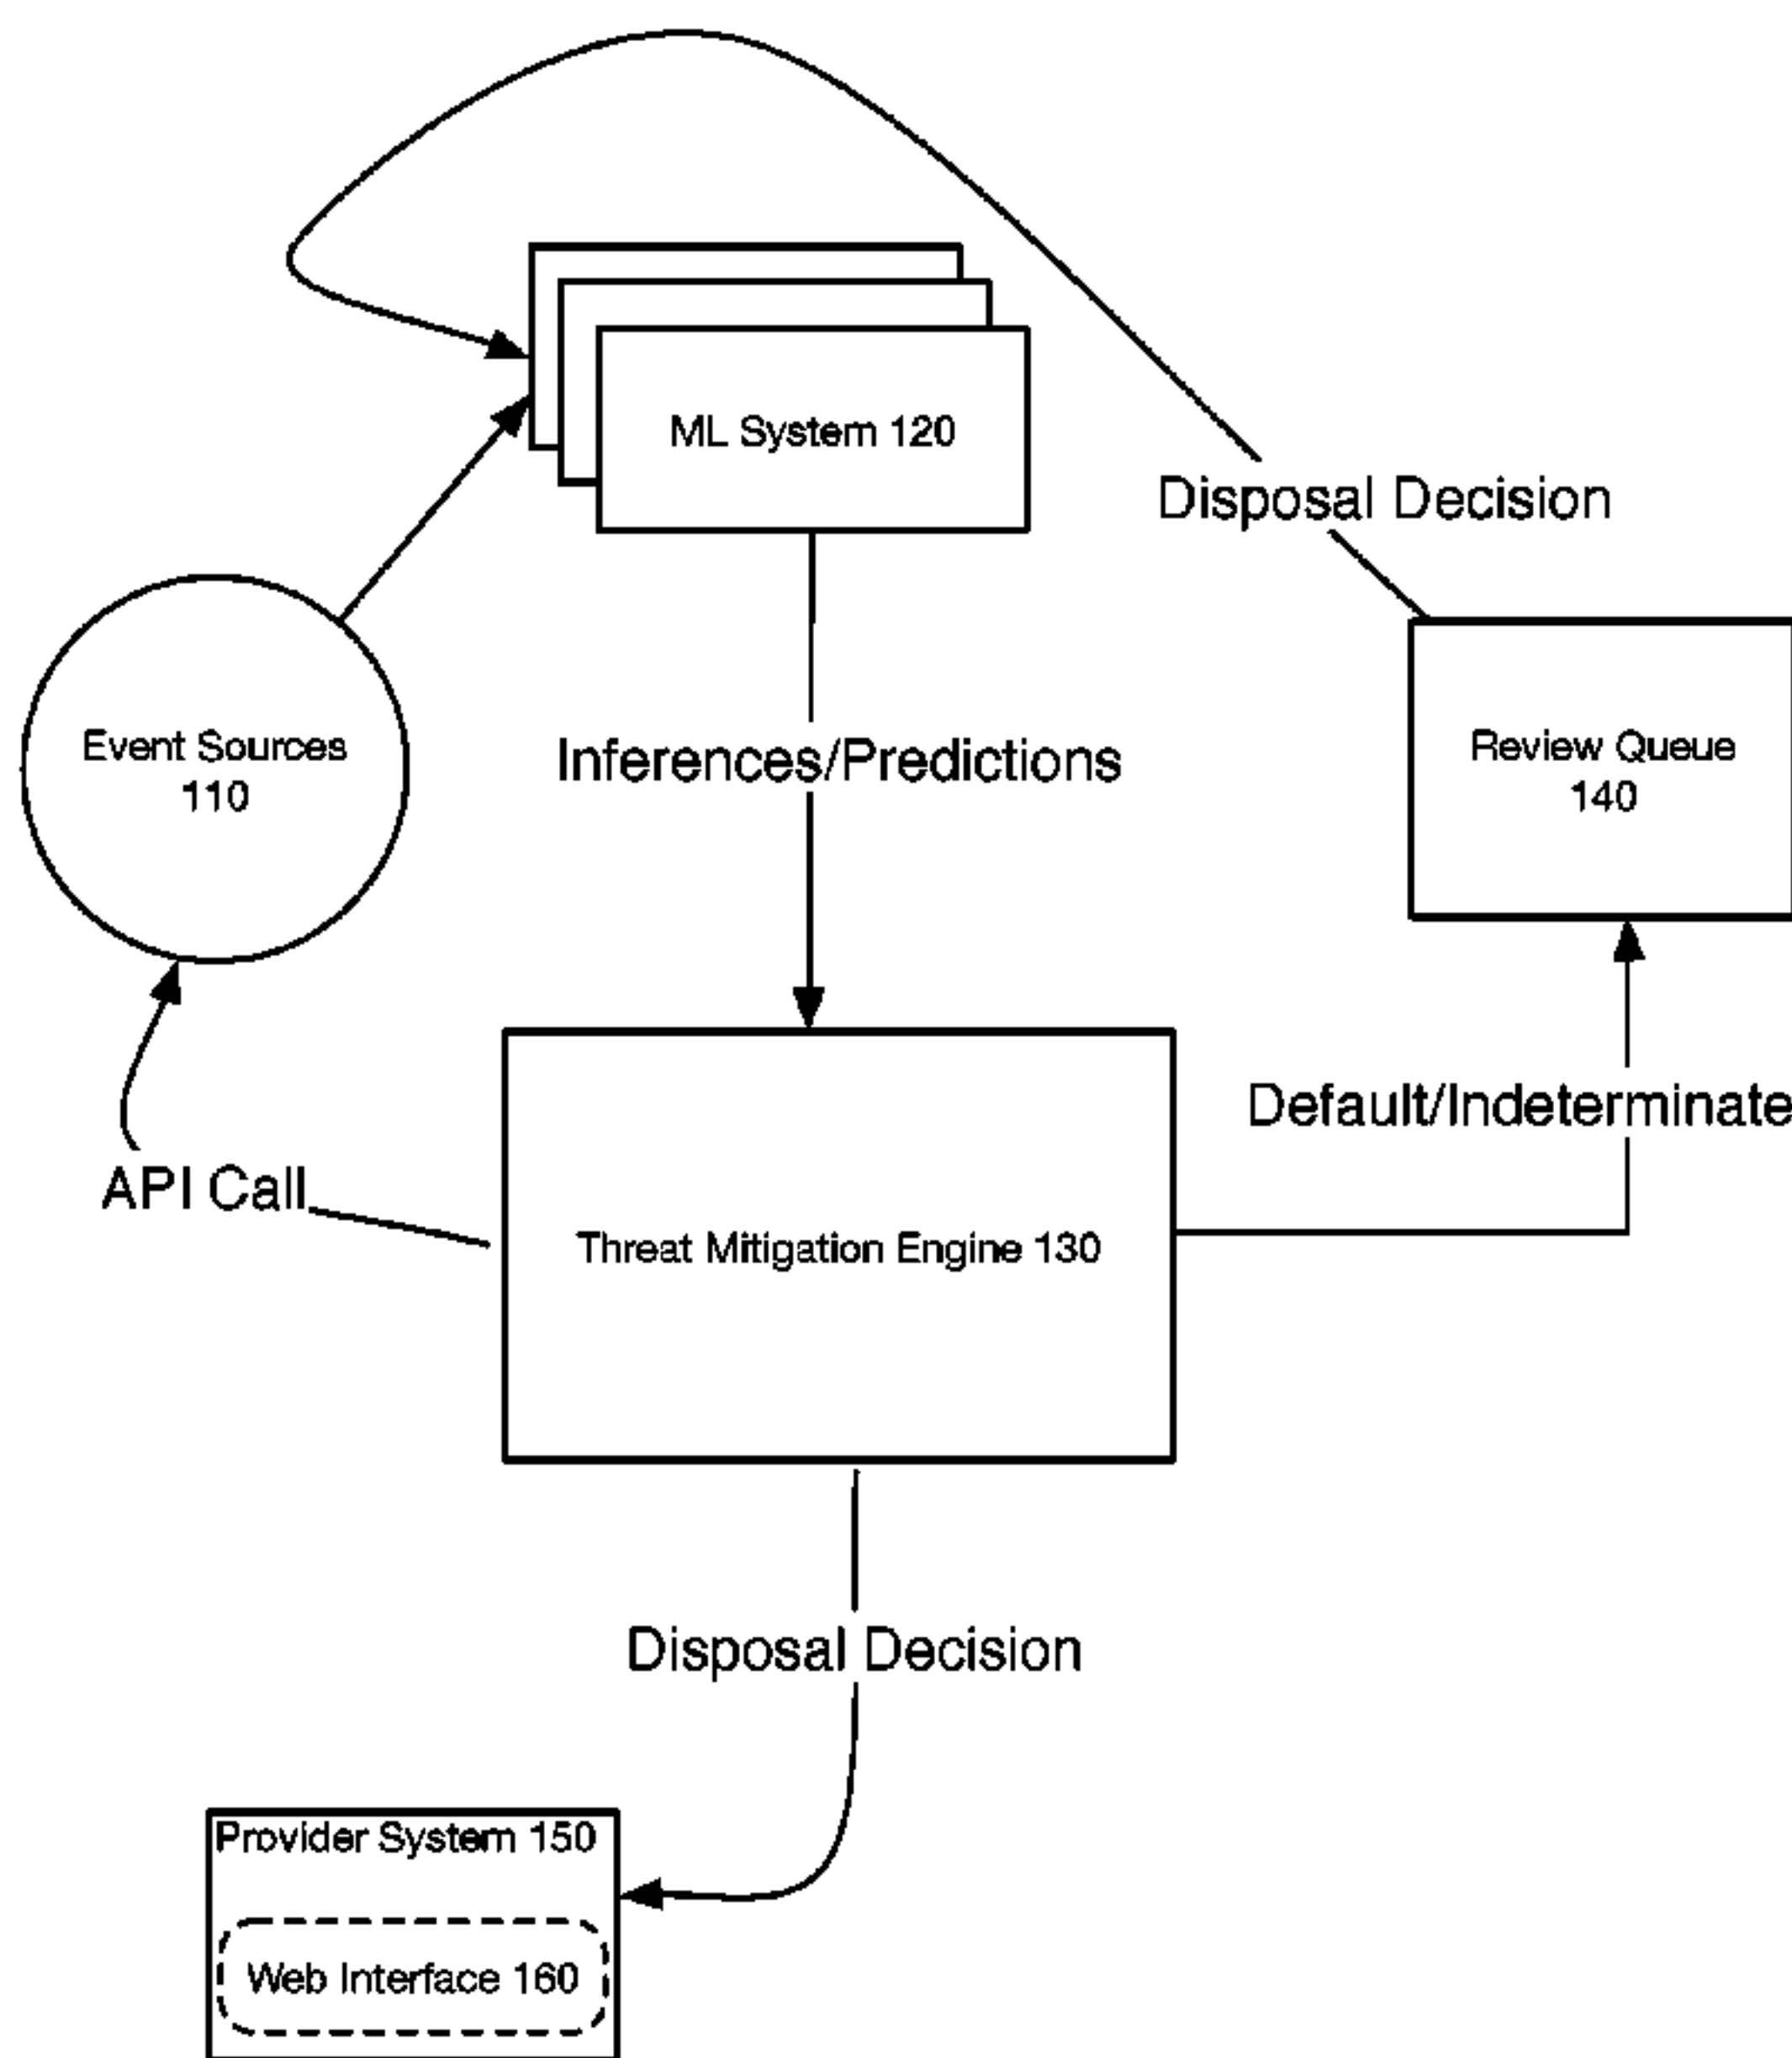 ML System 120
Disposal Decision
Event Sources
110
Inferences/Predictions
Review Queue
140
Default/Indeterminate
API Call
Threat Mitigation Engine 130
Disposal Decision
Provider System 150
Web Interface 160